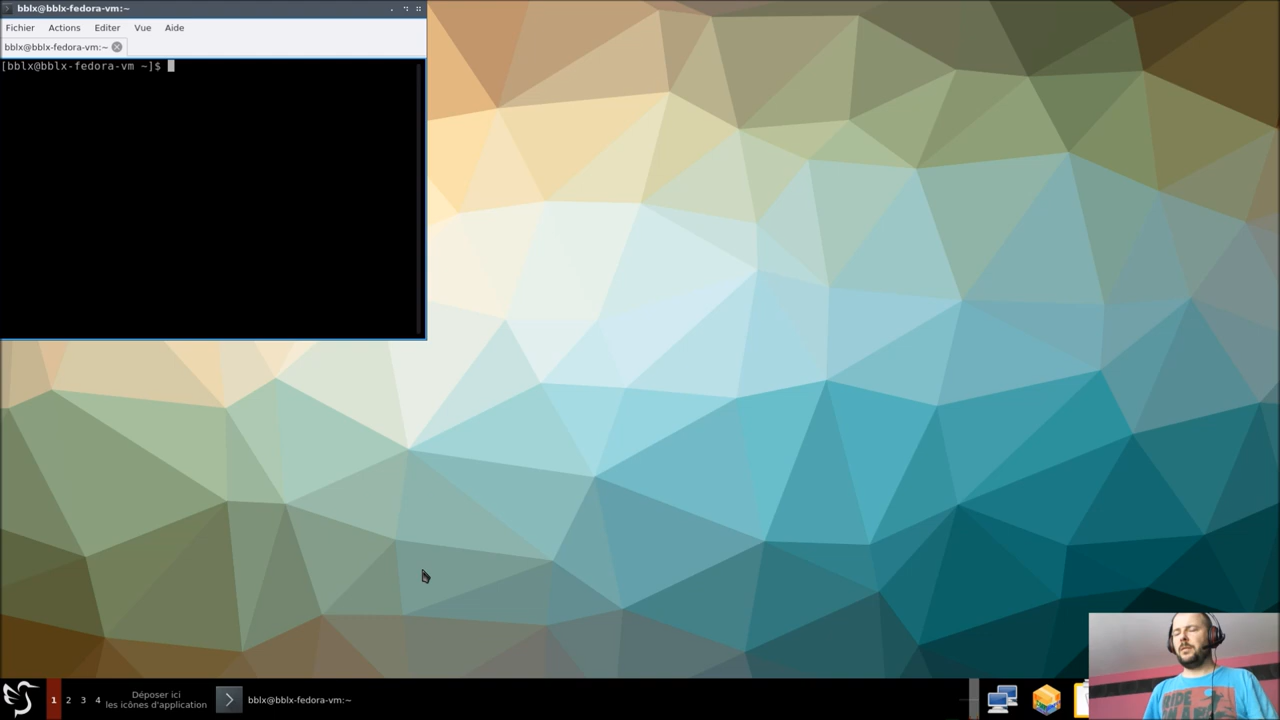 bblx@bblx-fedora-vm:~
Fichier Actions Editer Vue Aide
bblx@bblx-fedora-vm:~
[bblx@bblx-fedora-vm ~]$
1 2 3 4
Déposer ici
les icônes d'application
bblx@bblx-fedora-vm:~
RIDE